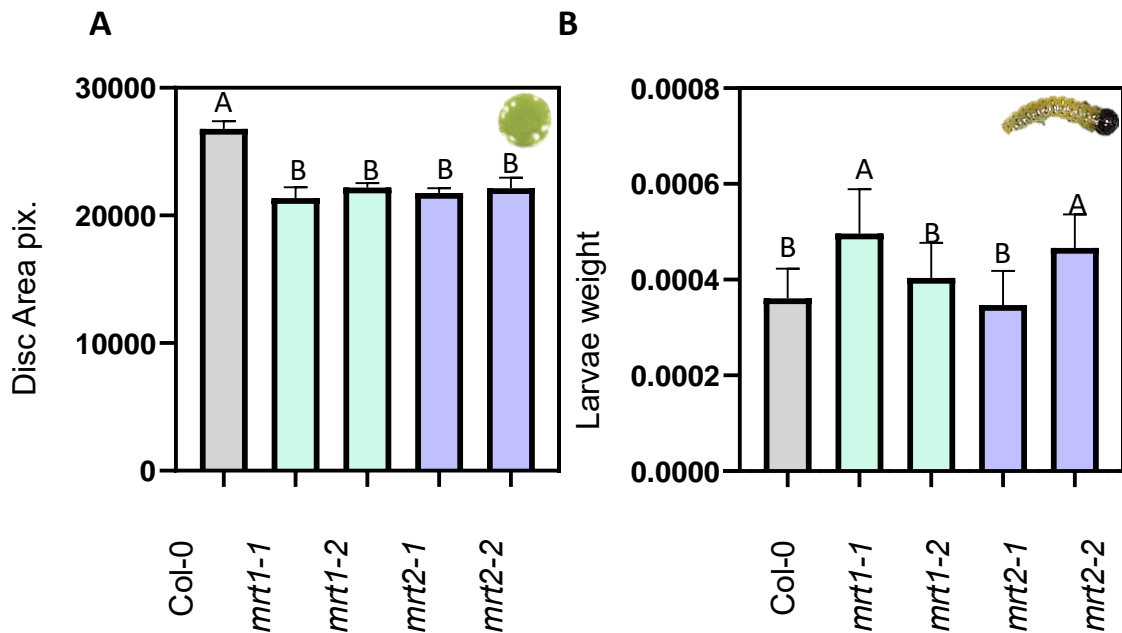 A
30000
20000
10000
0
Disc Area pix.
A
B
B
B
B
Col-0
mrt1-1
mrt1-2
mrt2-1
mrt2-2
B
0.0008
0.0006
0.0004
0.0002
0.0000
Larvae weight
B
A
B
B
A
Col-0
mrt1-1
mrt1-2
mrt2-1
mrt2-2